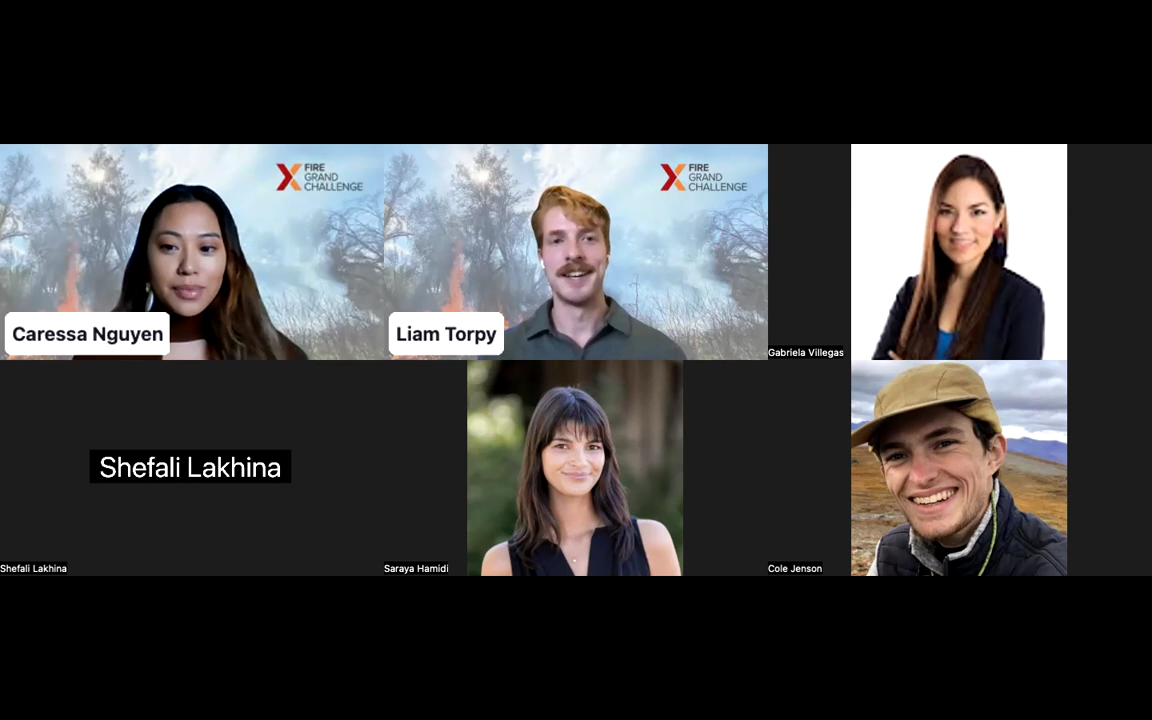 FIRE
GRAND
CHALLENGE
Caressa Nguyen
FIRE
GRAND
CHALLENGE
Liam Torpy
Gabriela Villegas
Shefali Lakhina
Shefali Lakhina
Saraya Hamidi
Cole Jenson